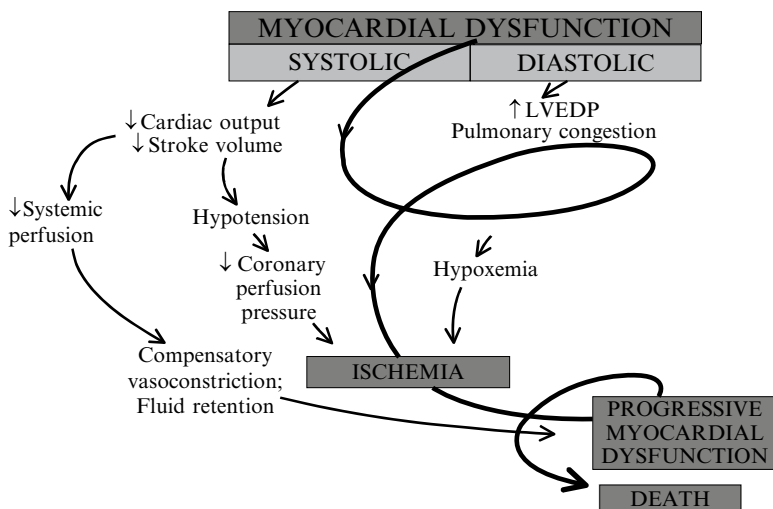 MYOCARDIAL DYSFUNCTION
SYSTOLIC
DIASTOLIC
↓Cardiac output
↓Stroke volume
↑LVEDP
Pulmonary congestion
↓Systemic
perfusion
Hypotension
↓ Coronary
perfusion
pressure
Hypoxemia
Compensatory
vasoconstriction;
Fluid retention
ISCHEMIA
PROGRESSIVE
MYOCARDIAL
DYSFUNCTION
DEATH